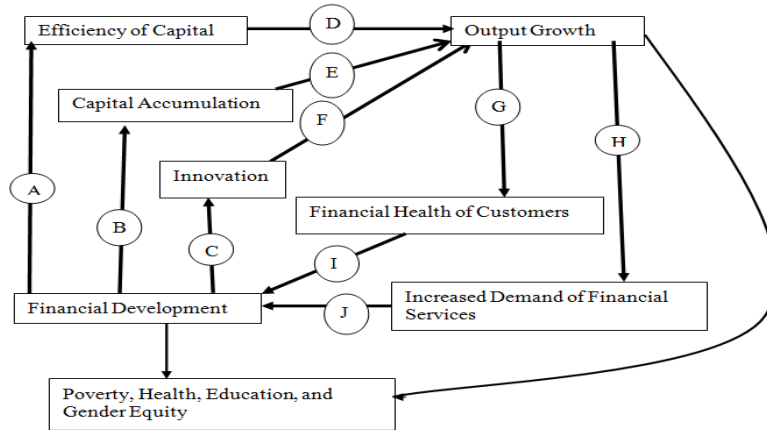 Efficiency of Capital
D
Output Growth
E
Capital Accumulation
F
G
H
Innovation
A
Financial Health of Customers
B
C
I
Financial Development
J
Increased Demand of Financial
Services
Poverty, Health, Education, and
Gender Equity